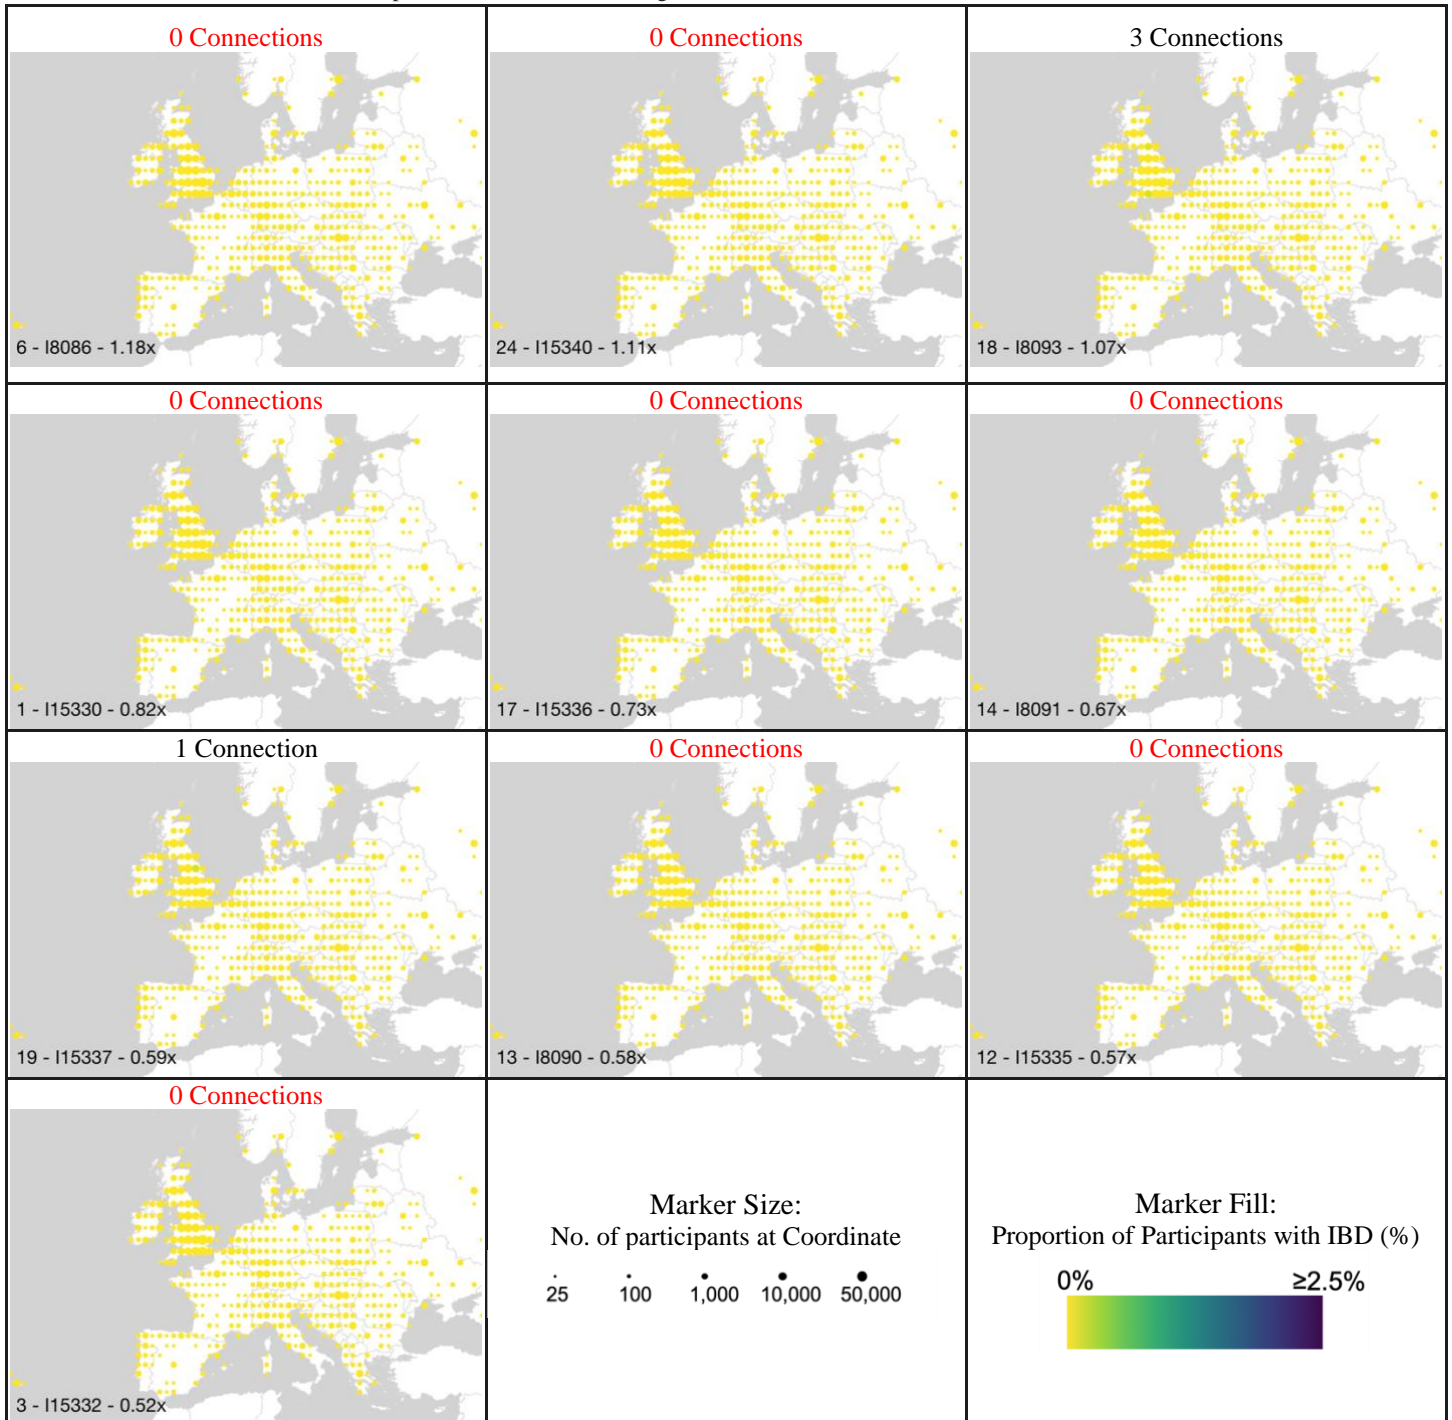 0 Connections
0 Connections
3 Connections
6 - I8086 - 1.18x
24 - I15340 - 1.11x
18 - I8093 - 1.07x
0 Connections
0 Connections
0 Connections
1 - I15330 - 0.82x
17 - I15336 - 0.73x
14 - I8091 - 0.67x
1 Connection
0 Connections
0 Connections
19 - I15337 - 0.59x
13 - I8090 - 0.58x
12 - I15335 - 0.57x
0 Connections
3 - I15332 - 0.52x
Marker Size:
No. of participants at Coordinate
25 100 1,000 10,000 50,000
Marker Fill:
Proportion of Participants with IBD (%)
0% ≥2.5%